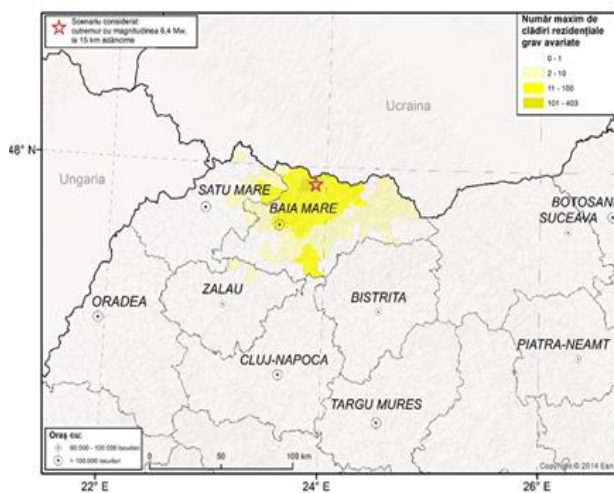 Scenariu considerat:
cutremur cu magnitudinea 6,4 Mw,
la 15 km adâncime
Număr maxim de
clădiri rezidențiale
grav avariate
0 - 1
2 - 10
11 - 100
101 - 403
Ucraina
48° N
Ungaria
SATU MARE
BAIA MARE
BOTOSANI
SUCEAVA
ORADEA
ZALAU
BISTRITA
CLUJ-NAPOCA
PIATRA-NEAMT
TARGU MURES
Oraș cu:
50.000 - 100.000 locuitori
> 100.000 locuitori
0
50
100
km
Copyright © 2014 Esri
22° E
24° E
26° E